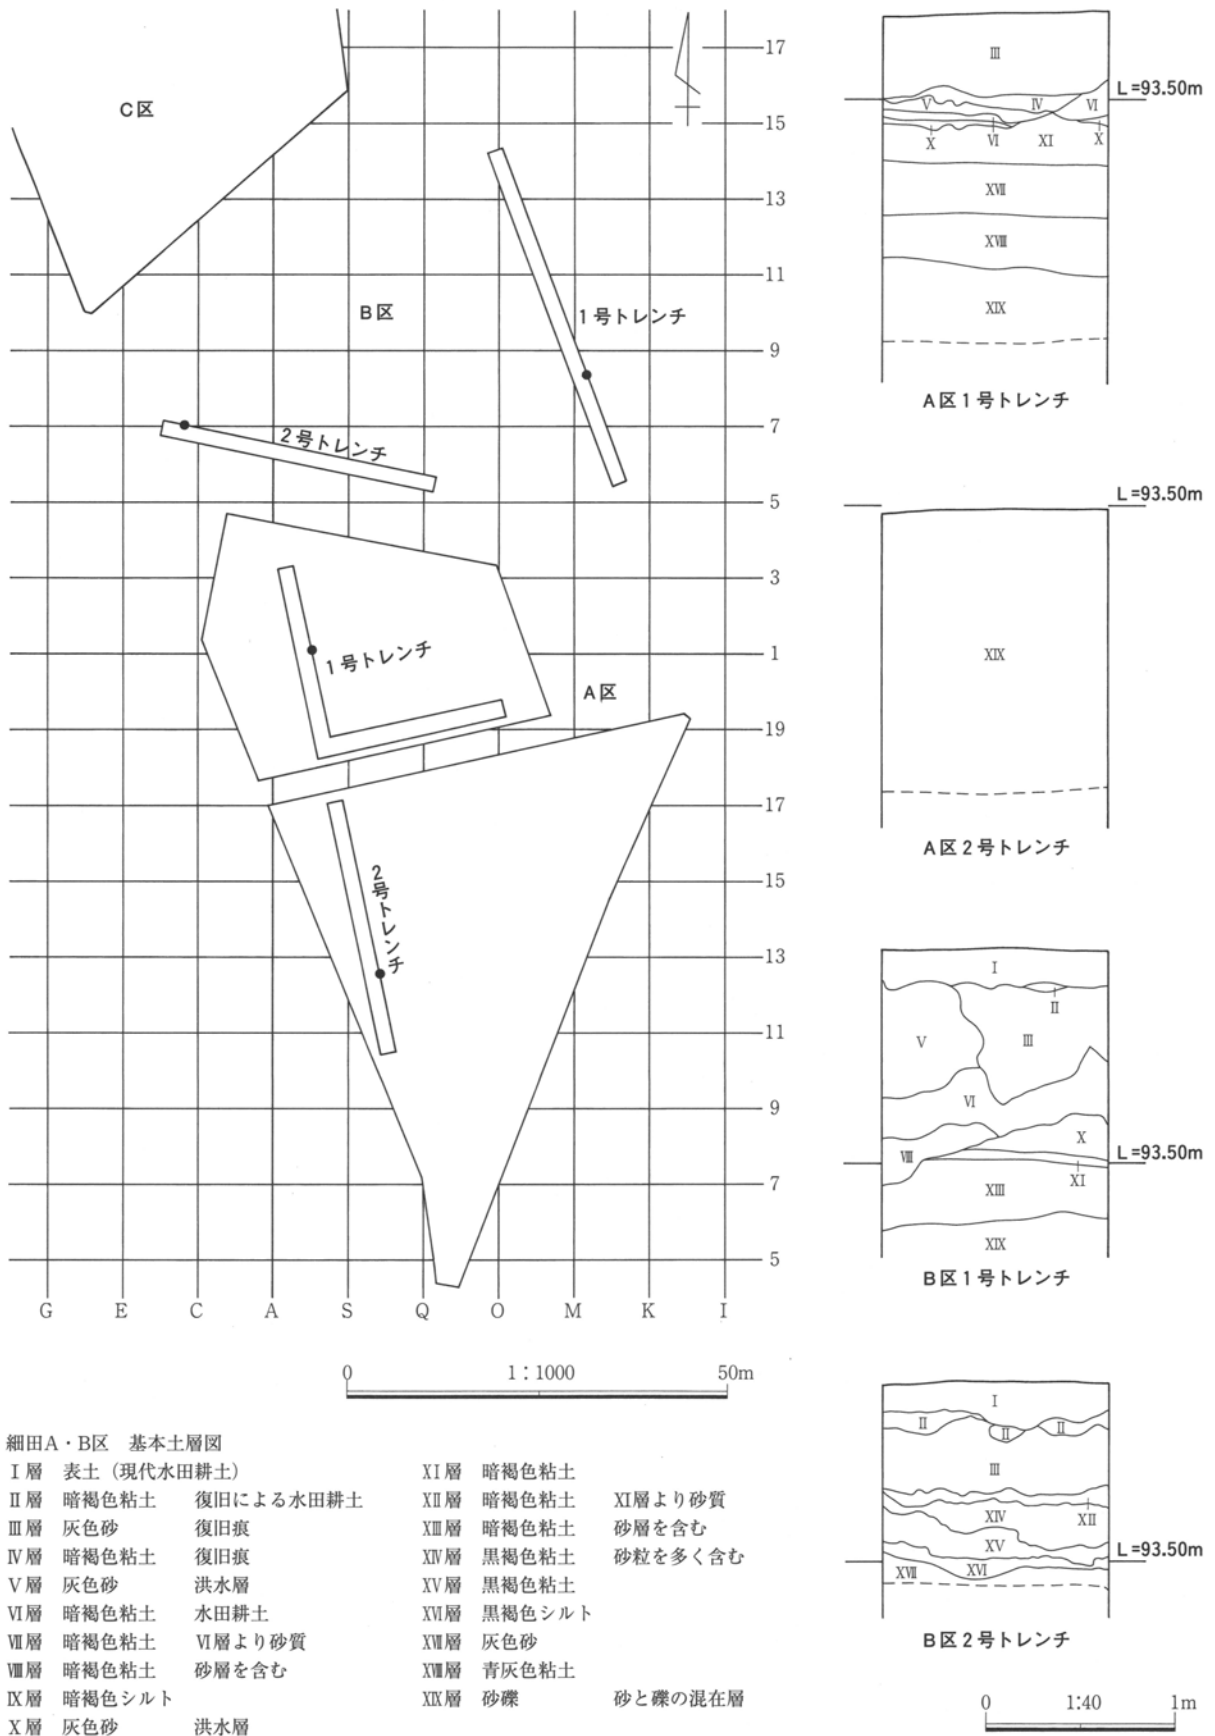 C区
B区
1号トレンチ
2号トレンチ
1号トレンチ
A区
2号トレンチ
17
15
13
11
9
7
5
3
1
19
17
15
13
11
9
7
5
G E C A S Q O M K I
0 1：1000 50m
Ⅲ
L=93.50m
Ⅴ Ⅳ Ⅵ
Ⅹ Ⅵ Ⅺ Ⅹ
XⅦ
XⅧ
XⅨ
A区1号トレンチ
L=93.50m
XⅨ
A区2号トレンチ
Ⅰ
Ⅱ
Ⅴ Ⅲ
Ⅵ
Ⅷ Ⅹ
L=93.50m
Ⅺ
XⅢ
XⅨ
B区1号トレンチ
Ⅰ
Ⅱ Ⅱ Ⅱ
Ⅲ
XⅣ Ⅻ
XⅤ
L=93.50m
XⅦ XⅥ
B区2号トレンチ
0 1:40 1m
細田A・B区 基本土層図
Ⅰ層 表土（現代水田耕土）
Ⅱ層 暗褐色粘土 復旧による水田耕土
Ⅲ層 灰色砂 復旧痕
Ⅳ層 暗褐色粘土 復旧痕
Ⅴ層 灰色砂 洪水層
Ⅵ層 暗褐色粘土 水田耕土
Ⅶ層 暗褐色粘土 Ⅵ層より砂質
Ⅷ層 暗褐色粘土 砂層を含む
Ⅸ層 暗褐色シルト
Ⅹ層 灰色砂 洪水層
Ⅺ層 暗褐色粘土
Ⅻ層 暗褐色粘土 Ⅺ層より砂質
XⅢ層 暗褐色粘土 砂層を含む
XⅣ層 黒褐色粘土 砂粒を多く含む
XⅤ層 黒褐色粘土
XⅥ層 黒褐色シルト
XⅦ層 灰色砂
XⅧ層 青灰色粘土
XⅨ層 砂礫 砂と礫の混在層